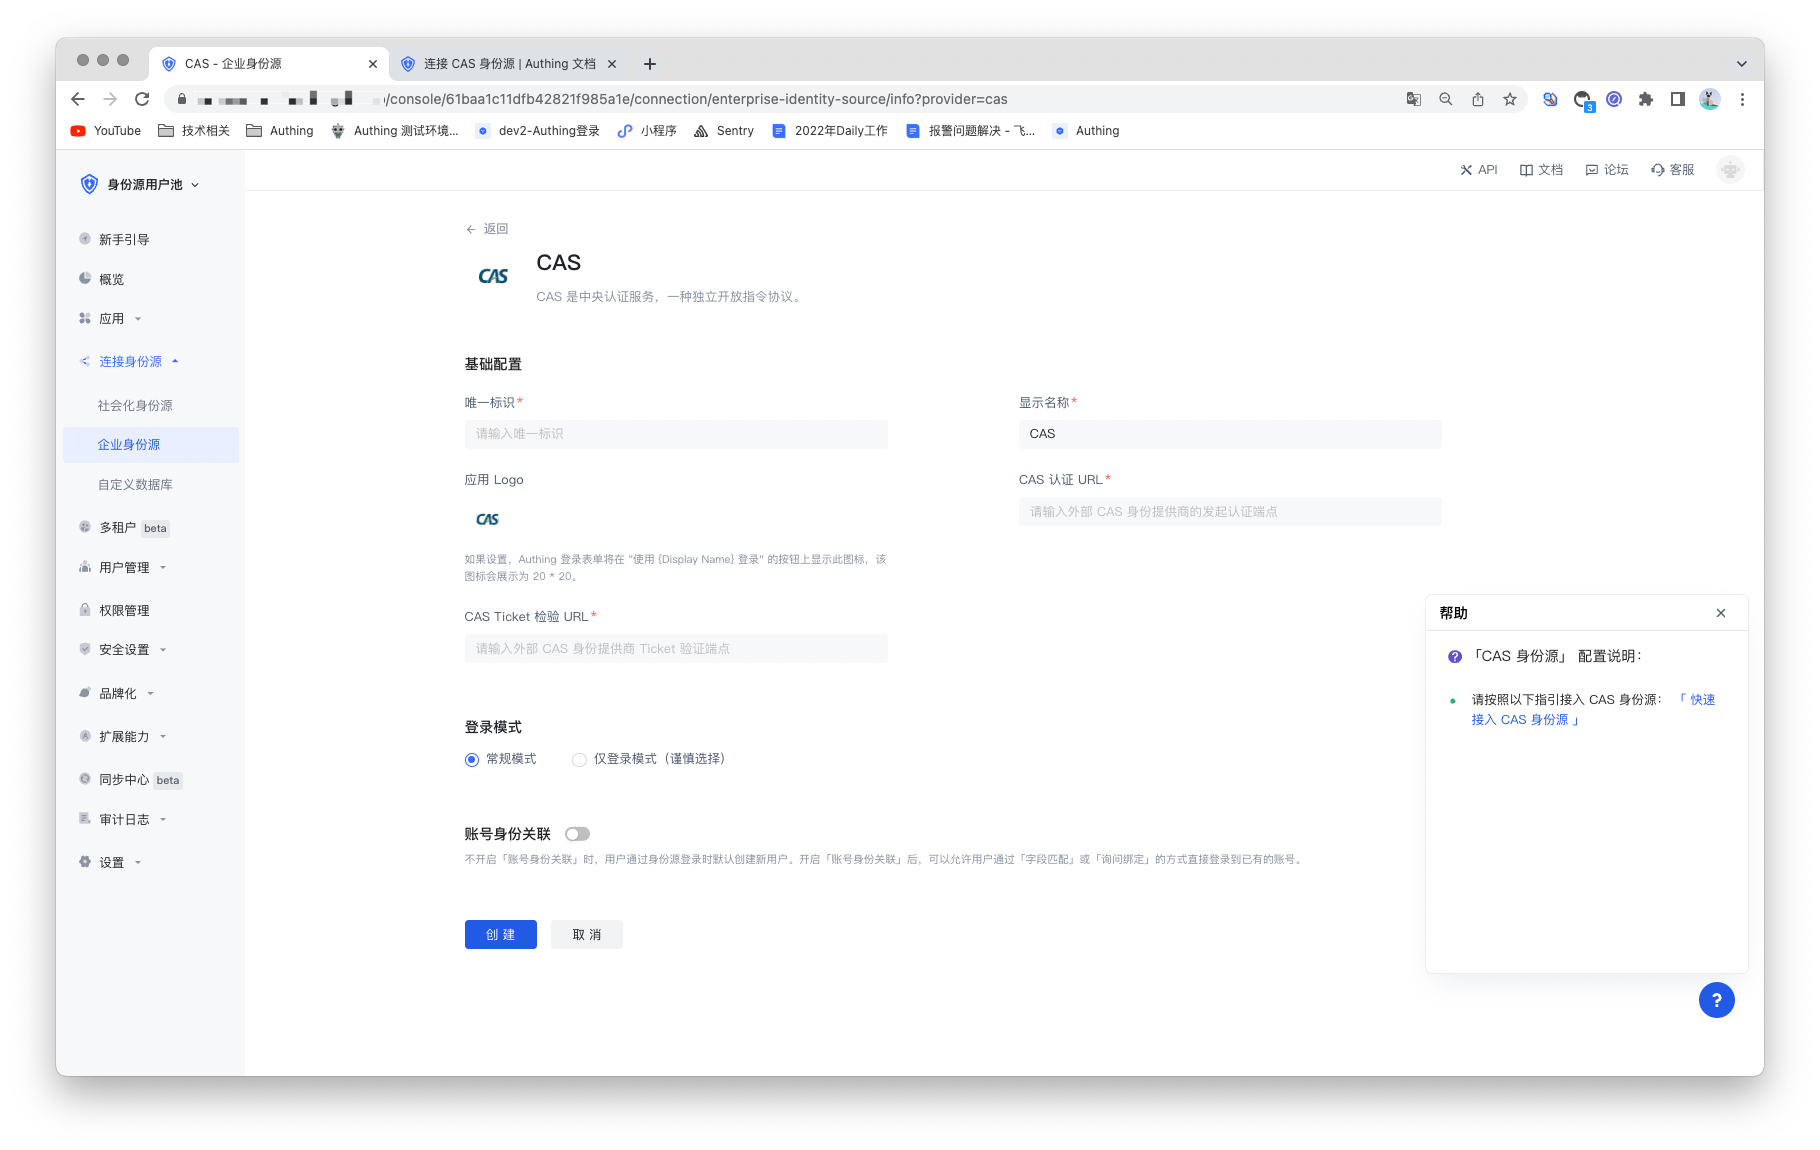 CAS - 企业身份源
连接 CAS 身份源 | Authing 文档
/console/61baa1c11dfb42821f985a1e/connection/enterprise-identity-source/info?provider=cas
3
YouTube
技术相关
Authing
Authing 测试环境...
dev2-Authing登录
小程序
Sentry
2022年Daily工作
报警问题解决 - 飞...
Authing
身份源用户池
API
文档
论坛
客服
新手引导
概览
应用
连接身份源
社会化身份源
企业身份源
自定义数据库
多租户 beta
用户管理
权限管理
安全设置
品牌化
扩展能力
同步中心 beta
审计日志
设置
返回
CAS
CAS
CAS 是中央认证服务，一种独立开放指令协议。
基础配置
唯一标识*
请输入唯一标识
显示名称*
CAS
应用 Logo
CAS
如果设置，Authing 登录表单将在 "使用 {Display Name} 登录" 的按钮上显示此图标，该
图标会展示为 20 * 20。
CAS 认证 URL*
请输入外部 CAS 身份提供商的发起认证端点
CAS Ticket 检验 URL*
请输入外部 CAS 身份提供商 Ticket 验证端点
登录模式
常规模式
仅登录模式（谨慎选择）
账号身份关联
不开启「账号身份关联」时，用户通过身份源登录时默认创建新用户。开启「账号身份关联」后，可以允许用户通过「字段匹配」或「询问绑定」的方式直接登录到已有的账号。
创 建
取 消
帮助
「CAS 身份源」 配置说明：
请按照以下指引接入 CAS 身份源： 「 快速
接入 CAS 身份源 」
?